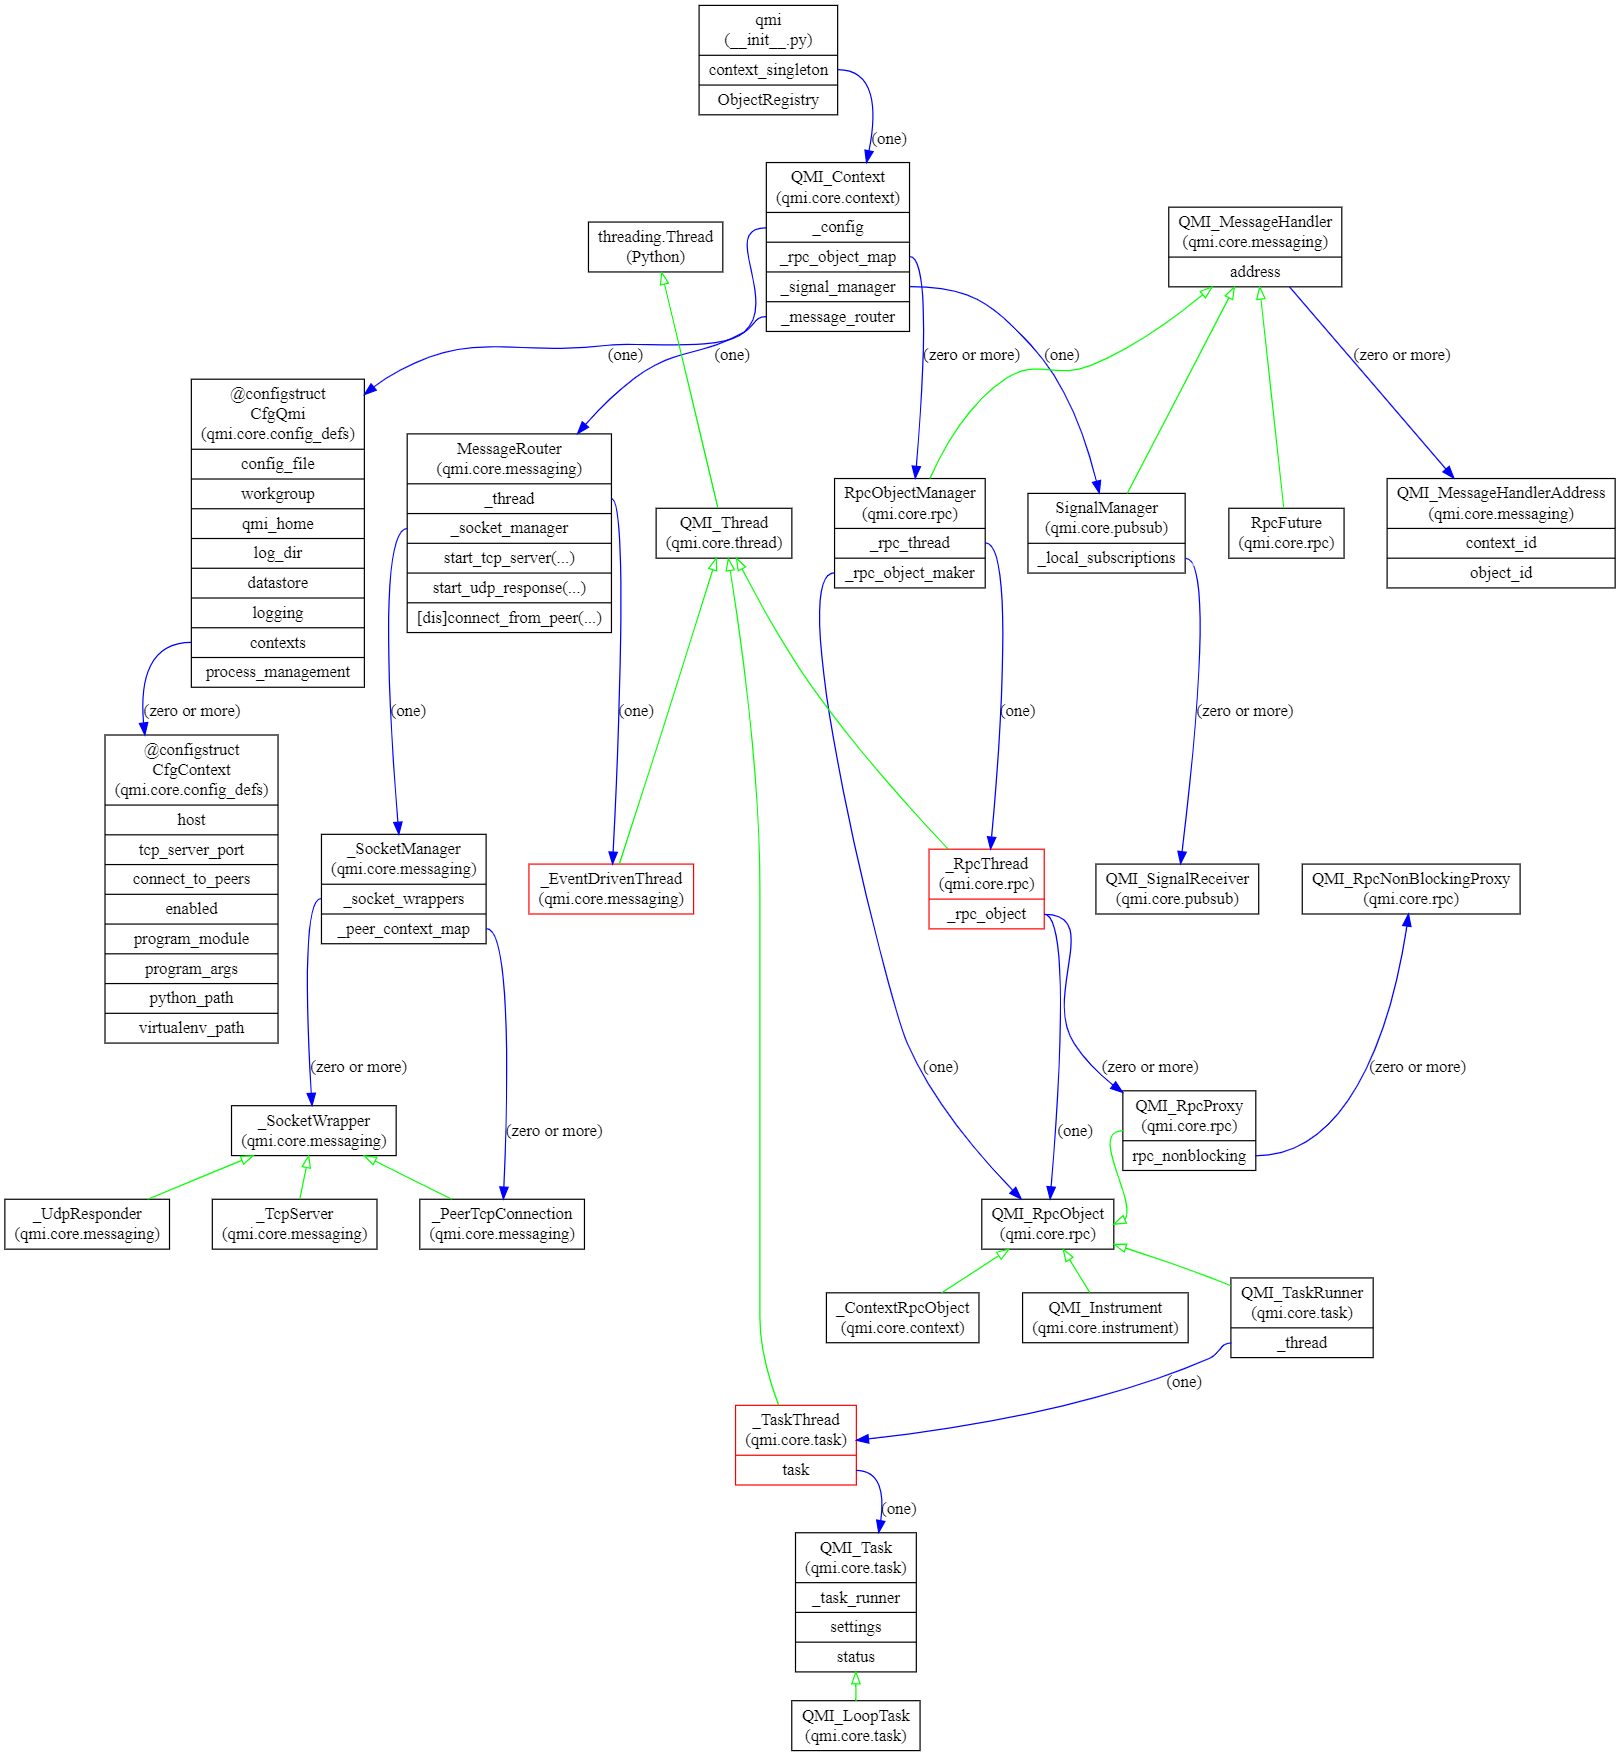 qmi
(__init__.py)
context_singleton
ObjectRegistry
(one)
QMI_Context
(qmi.core.context)
_config
_rpc_object_map
_signal_manager
_message_router
threading.Thread
(Python)
QMI_MessageHandler
(qmi.core.messaging)
address
(one)
(one)
(zero or more)
(one)
(zero or more)
@configstruct
CfgQmi
(qmi.core.config_defs)
config_file
workgroup
qmi_home
log_dir
datastore
logging
contexts
process_management
MessageRouter
(qmi.core.messaging)
_thread
_socket_manager
start_tcp_server(...)
start_udp_response(...)
[dis]connect_from_peer(...)
QMI_Thread
(qmi.core.thread)
RpcObjectManager
(qmi.core.rpc)
_rpc_thread
_rpc_object_maker
SignalManager
(qmi.core.pubsub)
_local_subscriptions
RpcFuture
(qmi.core.rpc)
QMI_MessageHandlerAddress
(qmi.core.messaging)
context_id
object_id
(zero or more)
(one)
(one)
(one)
(zero or more)
@configstruct
CfgContext
(qmi.core.config_defs)
host
tcp_server_port
connect_to_peers
enabled
program_module
program_args
python_path
virtualenv_path
_SocketManager
(qmi.core.messaging)
_socket_wrappers
_peer_context_map
_EventDrivenThread
(qmi.core.messaging)
_RpcThread
(qmi.core.rpc)
_rpc_object
QMI_SignalReceiver
(qmi.core.pubsub)
QMI_RpcNonBlockingProxy
(qmi.core.rpc)
(zero or more)
(one)
(zero or more)
(zero or more)
_SocketWrapper
(qmi.core.messaging)
(zero or more)
(one)
QMI_RpcProxy
(qmi.core.rpc)
rpc_nonblocking
_UdpResponder
(qmi.core.messaging)
_TcpServer
(qmi.core.messaging)
_PeerTcpConnection
(qmi.core.messaging)
QMI_RpcObject
(qmi.core.rpc)
_ContextRpcObject
(qmi.core.context)
QMI_Instrument
(qmi.core.instrument)
QMI_TaskRunner
(qmi.core.task)
_thread
(one)
_TaskThread
(qmi.core.task)
task
(one)
QMI_Task
(qmi.core.task)
_task_runner
settings
status
QMI_LoopTask
(qmi.core.task)